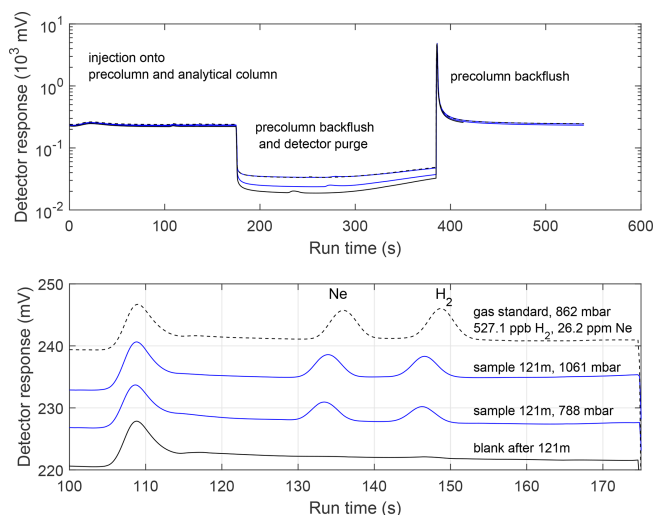 Detector response (10³ mV)
10¹
10⁰
10⁻¹
10⁻²
injection onto
precolumn and analytical column
precolumn backflush
and detector purge
precolumn backflush
0 100 200 300 400 500 600
Run time (s)
Detector response (mV)
250
240
230
220
Ne
H₂
gas standard, 862 mbar
527.1 ppb H₂, 26.2 ppm Ne
sample 121m, 1061 mbar
sample 121m, 788 mbar
blank after 121m
100 110 120 130 140 150 160 170
Run time (s)